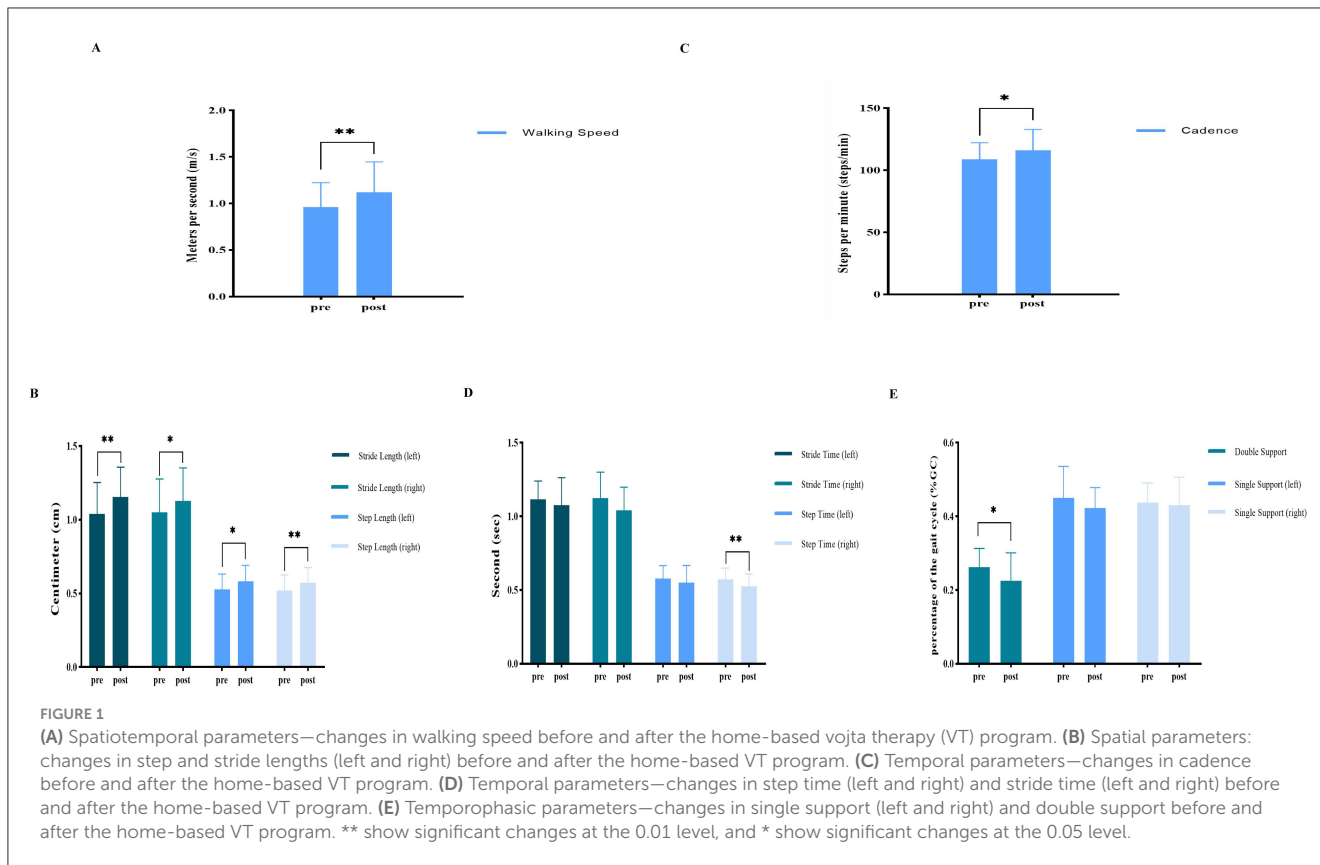 A
2.0
1.5
1.0
0.5
0.0
Meters per second (m/s)
**
pre post
Walking Speed
C
150
100
50
0
Steps per minute (steps/min)
*
pre post
Cadence
B
1.5
1.0
0.5
0.0
Centimeter (cm)
** * * **
pre post pre post pre post pre post
Stride Length (left)
Stride Length (right)
Step Length (left)
Step Length (right)
D
1.5
1.0
0.5
0.0
Second (sec)
**
pre post pre post pre post pre post
Stride Time (left)
Stride Time (right)
Step Time (left)
Step Time (right)
E
0.6
0.4
0.2
0.0
percentage of the gait cycle (%GC)
*
pre post pre post pre post
Double Support
Single Support (left)
Single Support (right)
FIGURE 1
(A) Spatiotemporal parameters—changes in walking speed before and after the home-based vojta therapy (VT) program. (B) Spatial parameters:
changes in step and stride lengths (left and right) before and after the home-based VT program. (C) Temporal parameters—changes in cadence
before and after the home-based VT program. (D) Temporal parameters—changes in step time (left and right) and stride time (left and right) before
and after the home-based VT program. (E) Temporophasic parameters—changes in single support (left and right) and double support before and
after the home-based VT program. ** show significant changes at the 0.01 level, and * show significant changes at the 0.05 level.